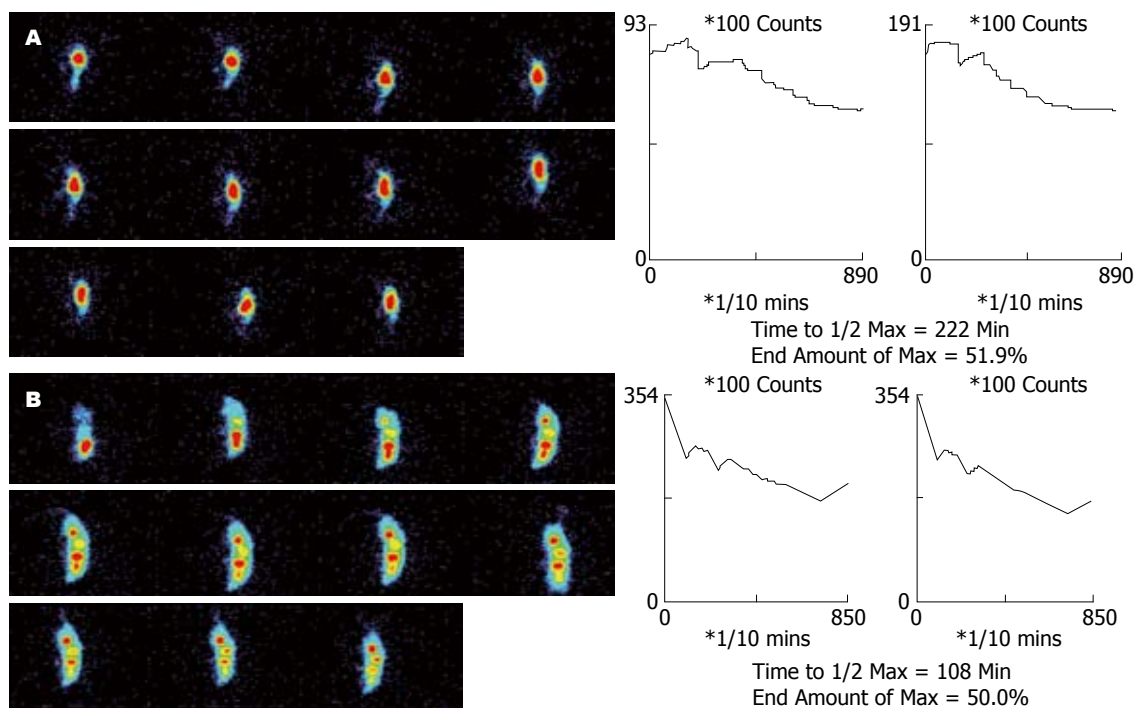 A
93
*100 Counts
0
0
890
*1/10 mins
191
*100 Counts
0
0
890
*1/10 mins
Time to 1/2 Max = 222 Min
End Amount of Max = 51.9%
B
354
*100 Counts
0
0
850
*1/10 mins
354
*100 Counts
0
0
850
*1/10 mins
Time to 1/2 Max = 108 Min
End Amount of Max = 50.0%